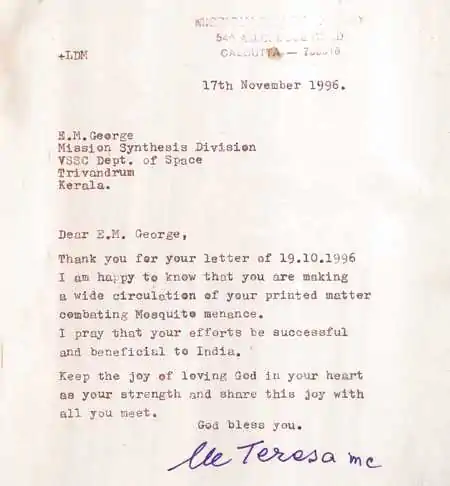 54A
CALCUTTA —
+LDM
17th November 1996.
E.M.George
Mission Synthesis Division
VSSC Dept. of Space
Trivandrum
Kerala.
Dear E.M. George,
Thank you for your letter of 19.10.1996
I am happy to know that you are making
a wide circulation of your printed matter
combating Mosquito menance.
I pray that your efforts be successful
and beneficial to India.
Keep the joy of loving God in your heart
as your strength and share this joy with
all you meet.
God bless you.
Teresa mc